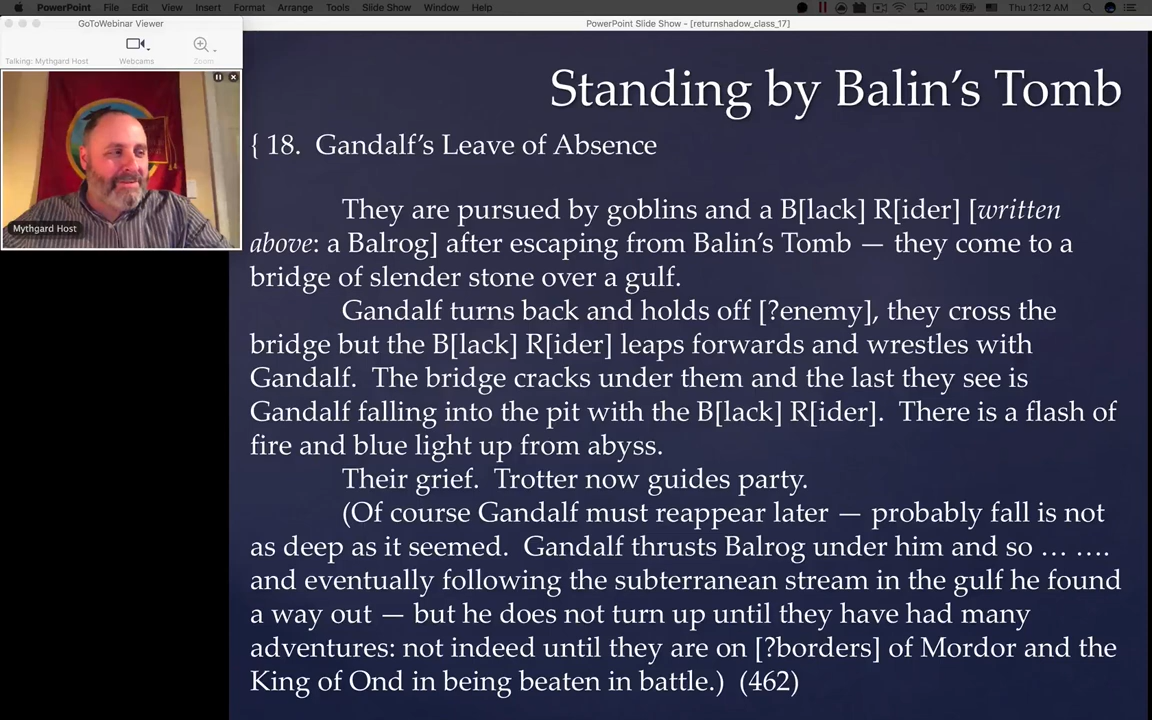 PowerPoint File Edit View Insert Format Arrange Tools Slide Show Window Help 100% Thu 12:12 AM
GoToWebinar Viewer
PowerPoint Slide Show - [returnshadow_class_17]
Talking: Mythgard Host
Webcams
Zoom
Mythgard Host
Standing by Balin’s Tomb
{ 18. Gandalf’s Leave of Absence
They are pursued by goblins and a B[lack] R[ider] [written
above: a Balrog] after escaping from Balin’s Tomb — they come to a
bridge of slender stone over a gulf.
Gandalf turns back and holds off [?enemy], they cross the
bridge but the B[lack] R[ider] leaps forwards and wrestles with
Gandalf. The bridge cracks under them and the last they see is
Gandalf falling into the pit with the B[lack] R[ider]. There is a flash of
fire and blue light up from abyss.
Their grief. Trotter now guides party.
(Of course Gandalf must reappear later — probably fall is not
as deep as it seemed. Gandalf thrusts Balrog under him and so … ….
and eventually following the subterranean stream in the gulf he found
a way out — but he does not turn up until they have had many
adventures: not indeed until they are on [?borders] of Mordor and the
King of Ond in being beaten in battle.) (462)